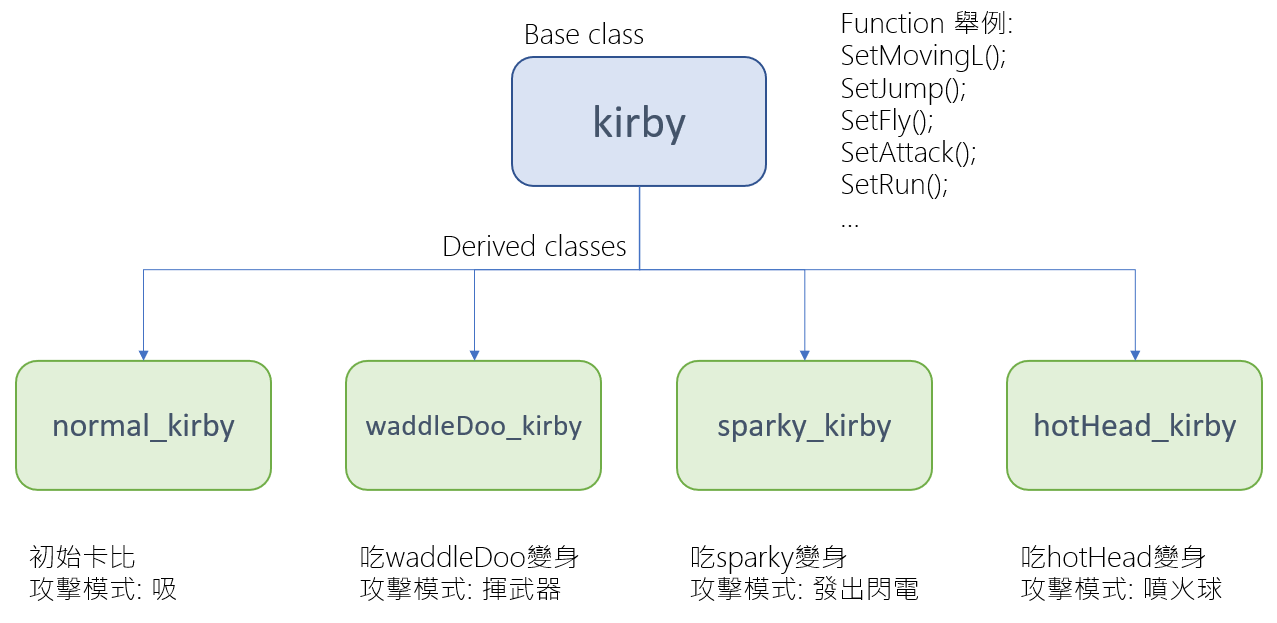 Base class
kirby
Function 舉例:
SetMovingL();
SetJump();
SetFly();
SetAttack();
SetRun();
...
Derived classes
normal_kirby
waddleDoo_kirby
sparky_kirby
hotHead_kirby
初始卡比
攻擊模式: 吸
吃waddleDoo變身
攻擊模式: 揮武器
吃sparky變身
攻擊模式: 發出閃電
吃hotHead變身
攻擊模式: 噴火球